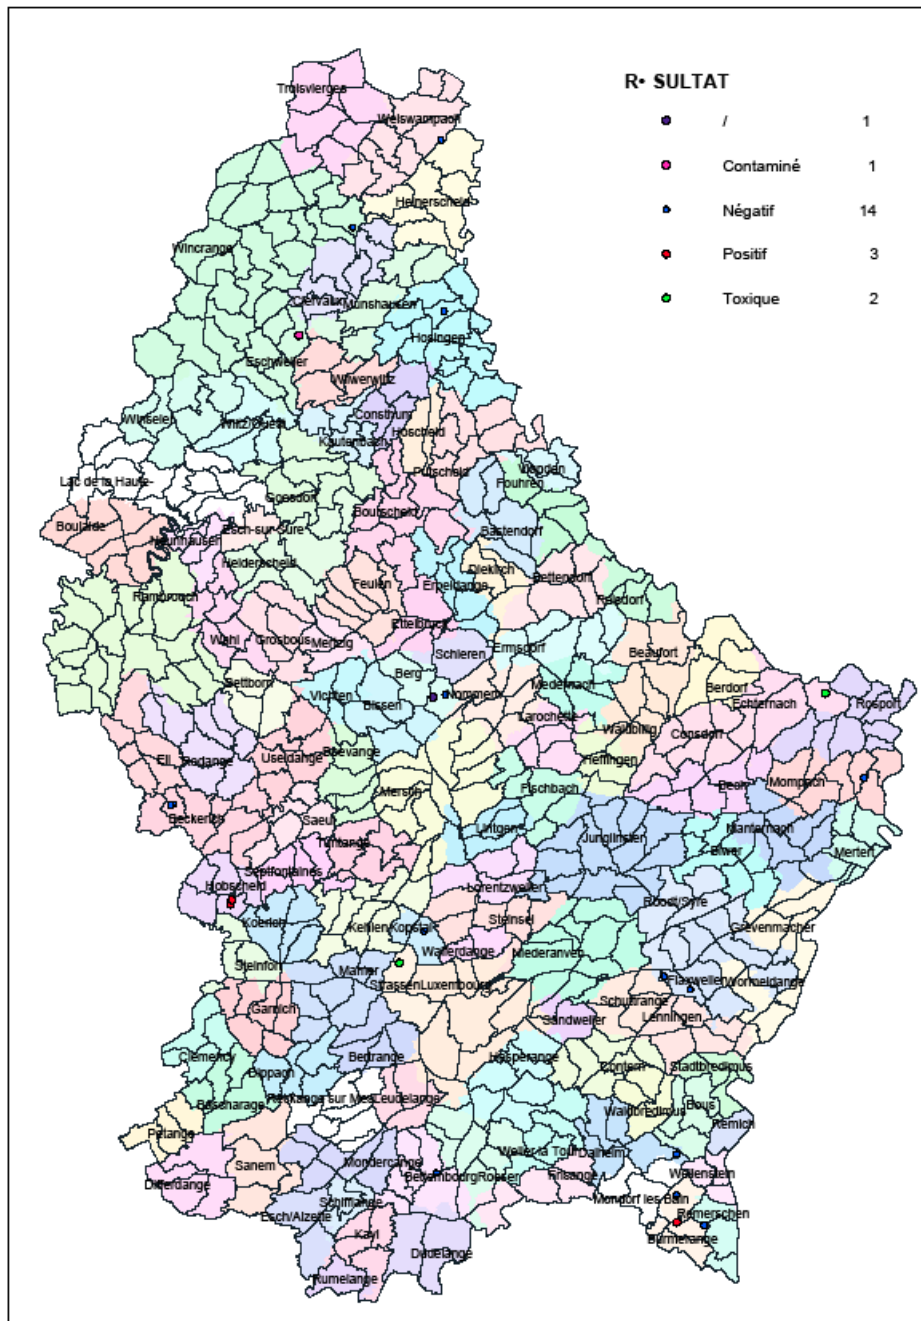 R• SULTAT
/ 1
Contaminé 1
Négatif 14
Positif 3
Toxique 2
Troisvierges
Weiswampach
Heinerscheid
Wincrange
Clervaux
Munshausen
Hosingen
Eschweiler
Wilwerwiltz
Consthum
Winseler
Wiltz/Ouest
Kautenbach
Hoscheid
Putscheid
Lac de la Haute-
Vianden
Fouhren
Goesdorf
Boulaide
Neunhausen
Esch-sur-Sûre
Bourscheid
Bastendorf
Heiderscheid
Diekirch
Bettendorf
Feulen
Erpeldange
Reisdorf
Rambrouch
Ettelbruck
Wahl
Grosbous
Mertzig
Schieren
Ermsdorf
Beaufort
Bettborn
Vichten
Berg
Bissen
Nommern
Medernach
Berdorf
Echternach
Rosport
Larochette
Waldbillig
Consdorf
Ell
Redange
Useldange
Boevange
Heffingen
Mersch
Fischbach
Bech
Mompach
Beckerich
Saeul
Lintgen
Junglinster
Manternach
Tuntange
Biwer
Mertert
Hobscheid
Septfontaines
Lorentzweiler
Koerich
Kehlen/Kopstal
Steinsel
Roodt/Syre
Grevenmacher
Walferdange
Niederanven
Steinfort
Mamer
Strassen
Luxembourg
Flaxweiler
Wormeldange
Schuttrange
Garnich
Sandweiler
Lenningen
Clemency
Dippach
Bertrange
Hesperange
Contern
Stadtbredimus
Bascharage
Reckange sur Mes
Leudelange
Waldbredimus
Bous
Remich
Petange
Sanem
Mondercange
Weiler la Tour
Dalheim
Differdange
Bettembourg
Roeser
Frisange
Wellenstein
Schifflange
Mondorf les Bain
Esch/Alzette
Remerschen
Kayl
Dudelange
Burmerange
Rumelange